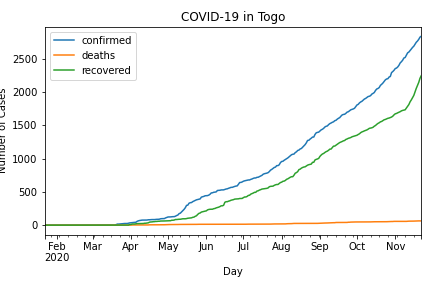 COVID-19 in Togo
confirmed
deaths
recovered
Number of Cases
2500
2000
1500
1000
500
0
Feb Mar Apr May Jun Jul Aug Sep Oct Nov
2020
Day